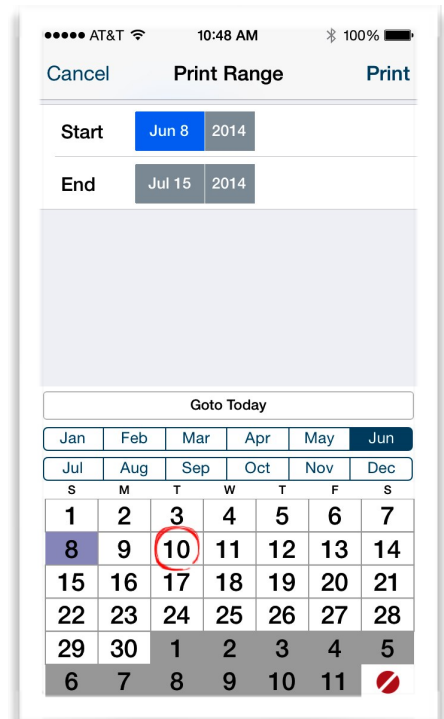 AT&T 10:48 AM 100%
Cancel Print Range Print
Start Jun 8 2014
End Jul 15 2014
Goto Today
Jan Feb Mar Apr May Jun
Jul Aug Sep Oct Nov Dec
S M T W T F S
1 2 3 4 5 6 7
8 9 10 11 12 13 14
15 16 17 18 19 20 21
22 23 24 25 26 27 28
29 30 1 2 3 4 5
6 7 8 9 10 11